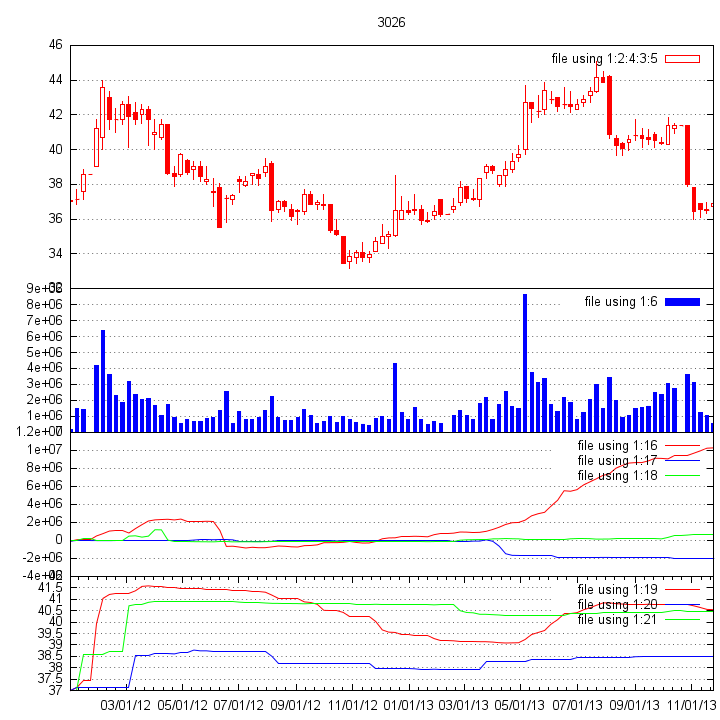 3026
46
file using 1:2:4:3:5
44
42
40
38
36
34
9e+06
file using 1:6
8e+06
7e+06
6e+06
5e+06
4e+06
3e+06
2e+06
1e+06
1.2e+07
file using 1:16
1e+07
file using 1:17
8e+06
file using 1:18
6e+06
4e+06
2e+06
0
-2e+06
-4e+06
41.5
file using 1:19
41
file using 1:20
40.5
file using 1:21
40
39.5
39
38.5
38
37.5
37
03/01/12 05/01/12 07/01/12 09/01/12 11/01/12 01/01/13 03/01/13 05/01/13 07/01/13 09/01/13 11/01/13